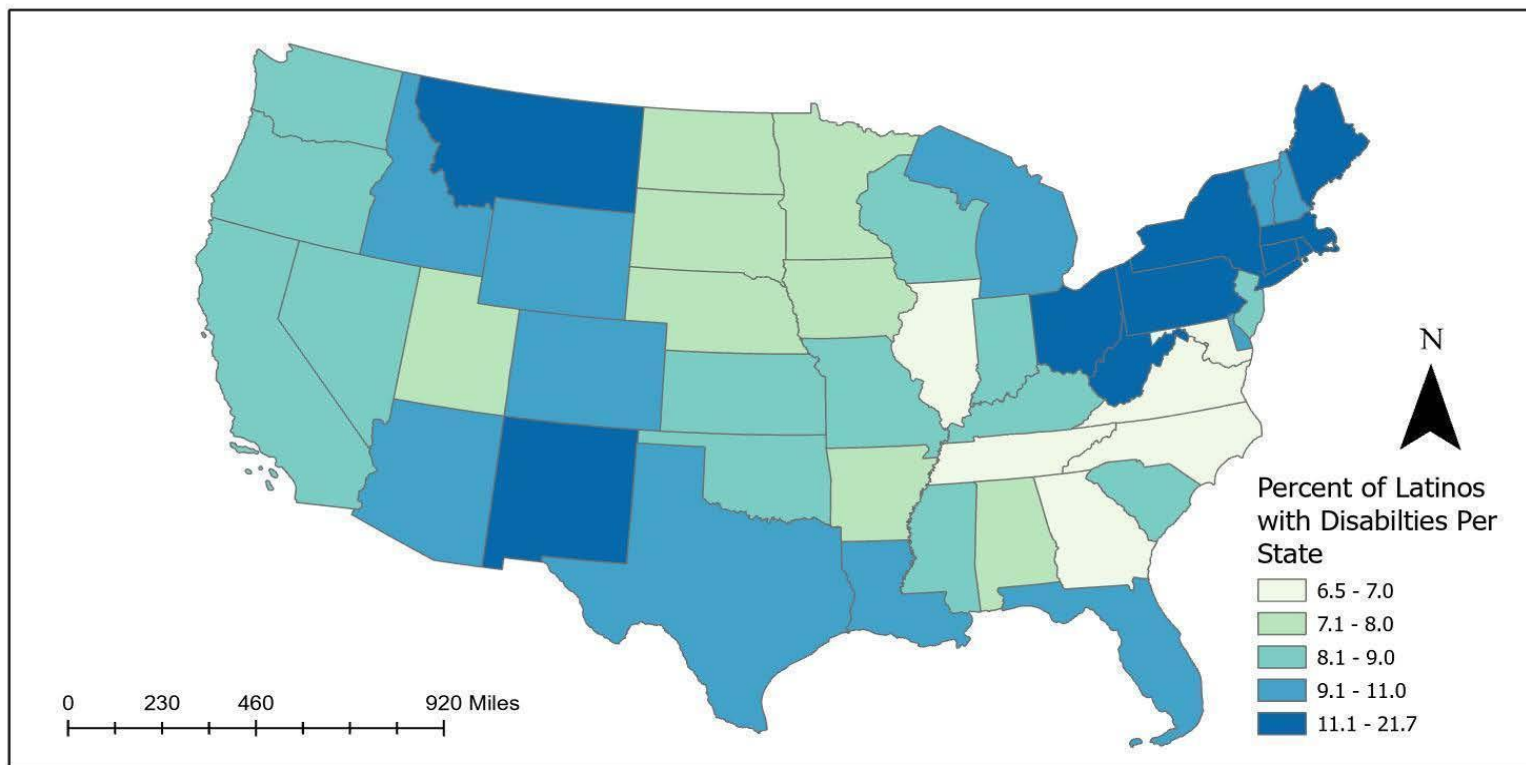 N
Percent of Latinos
with Disabilties Per
State
6.5 - 7.0
7.1 - 8.0
8.1 - 9.0
9.1 - 11.0
11.1 - 21.7
0 230 460 920 Miles